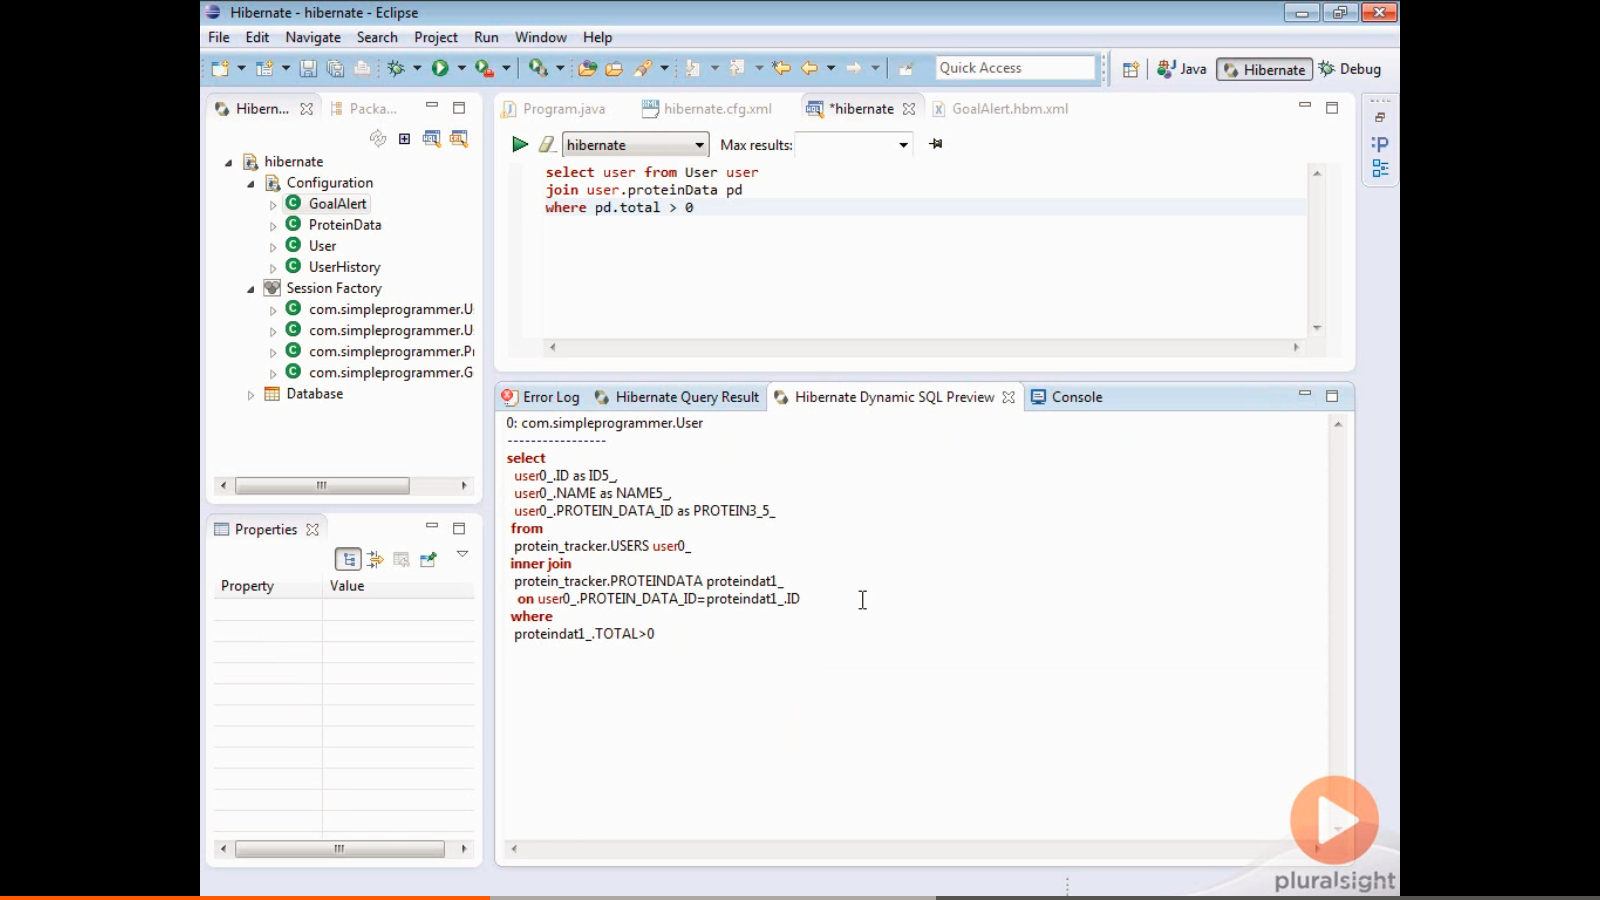 Hibernate - hibernate - Eclipse
File Edit Navigate Search Project Run Window Help
Quick Access
Java
Hibernate
Debug
Hibern...
Packa...
hibernate
Configuration
GoalAlert
ProteinData
User
UserHistory
Session Factory
com.simpleprogrammer.U
com.simpleprogrammer.U
com.simpleprogrammer.P
com.simpleprogrammer.G
Database
Properties
Property Value
Program.java hibernate.cfg.xml *hibernate GoalAlert.hbm.xml
hibernate Max results:
select user from User user
join user.proteinData pd
where pd.total > 0
Error Log Hibernate Query Result Hibernate Dynamic SQL Preview Console
0: com.simpleprogrammer.User
-----------------
select
user0_.ID as ID5_,
user0_.NAME as NAME5_,
user0_.PROTEIN_DATA_ID as PROTEIN3_5_
from
protein_tracker.USERS user0_
inner join
protein_tracker.PROTEINDATA proteindat1_
on user0_.PROTEIN_DATA_ID=proteindat1_.ID
where
proteindat1_.TOTAL>0
pluralsight